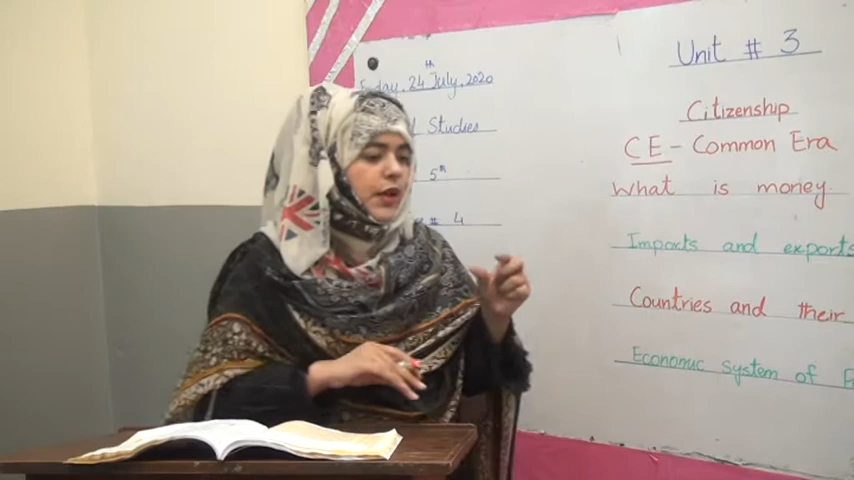 Friday, 24th July, 2020
Studies
5th
# 4
Unit # 3
Citizenship
CE - Common Era
What is money
Imports and exports
Countries and their
Economic system of